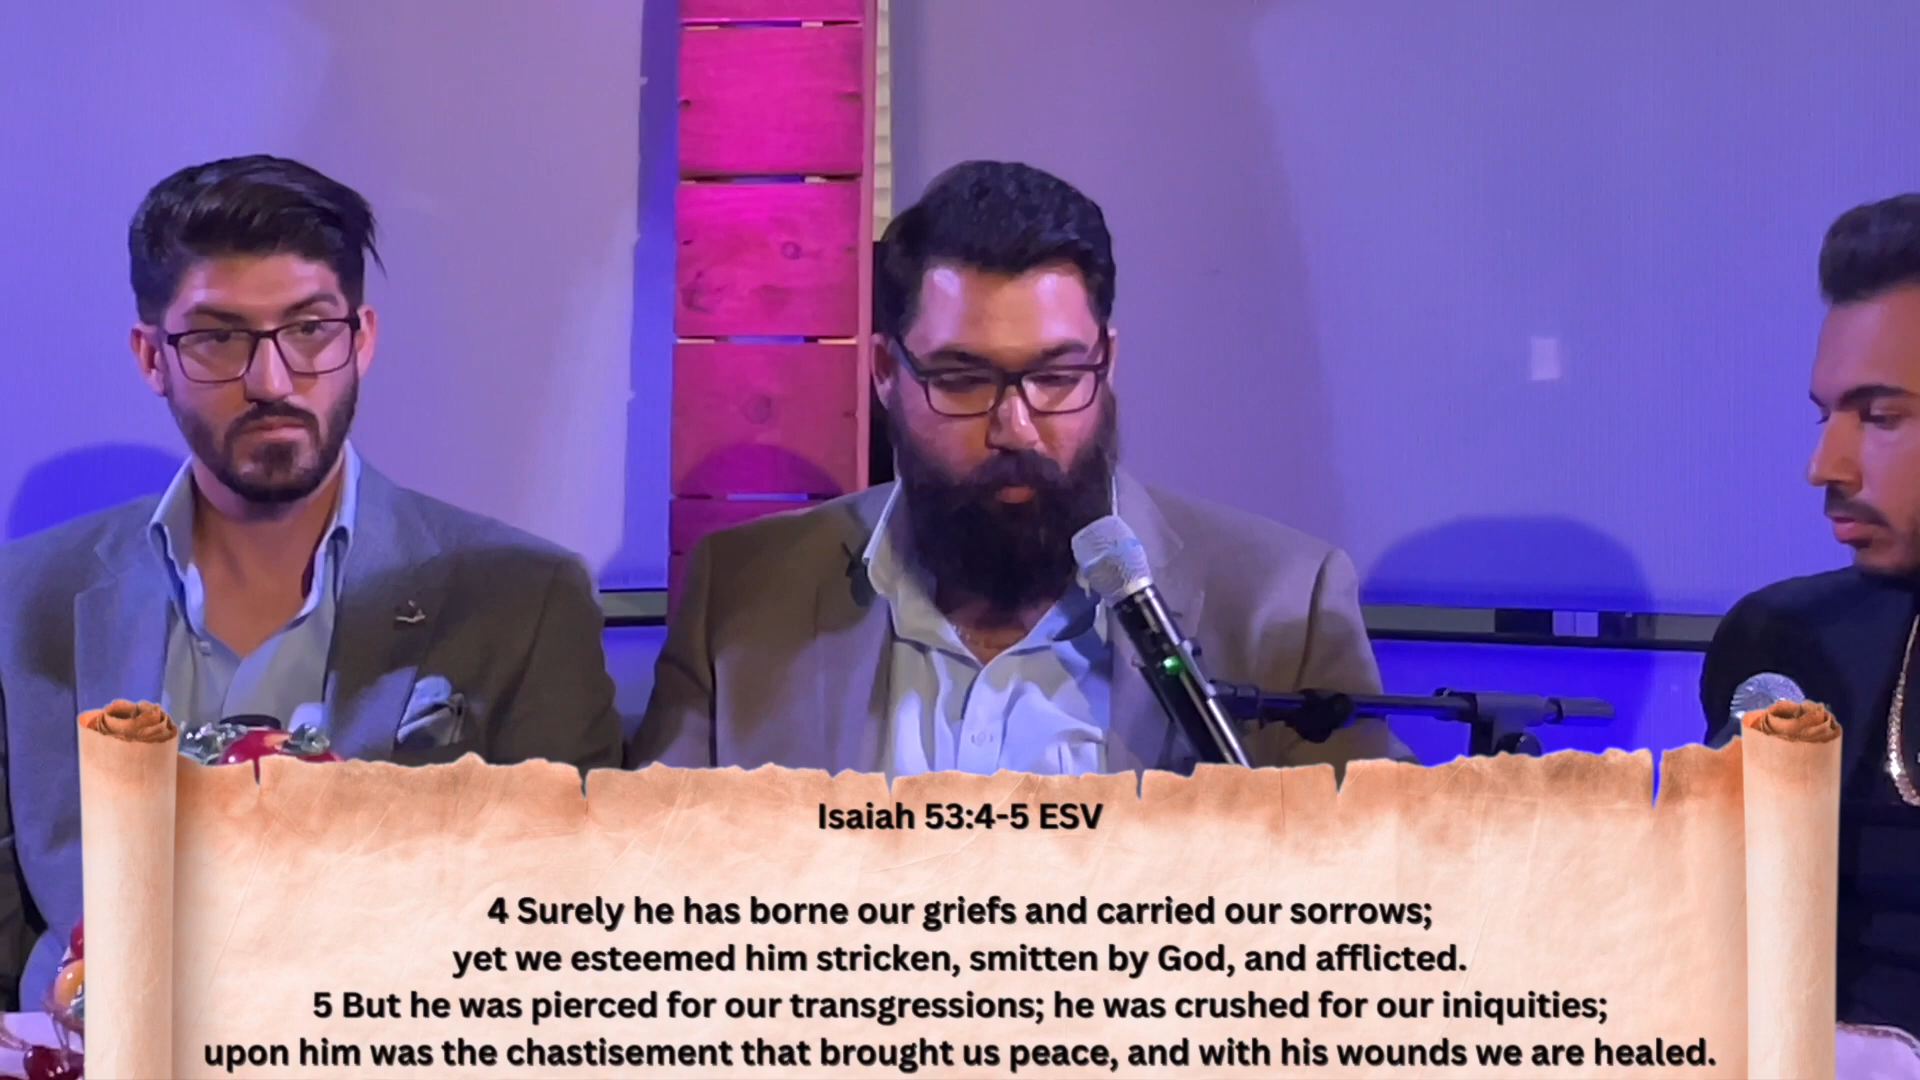 Isaiah 53:4-5 ESV
4 Surely he has borne our griefs and carried our sorrows;
yet we esteemed him stricken, smitten by God, and afflicted.
5 But he was pierced for our transgressions; he was crushed for our iniquities;
upon him was the chastisement that brought us peace, and with his wounds we are healed.